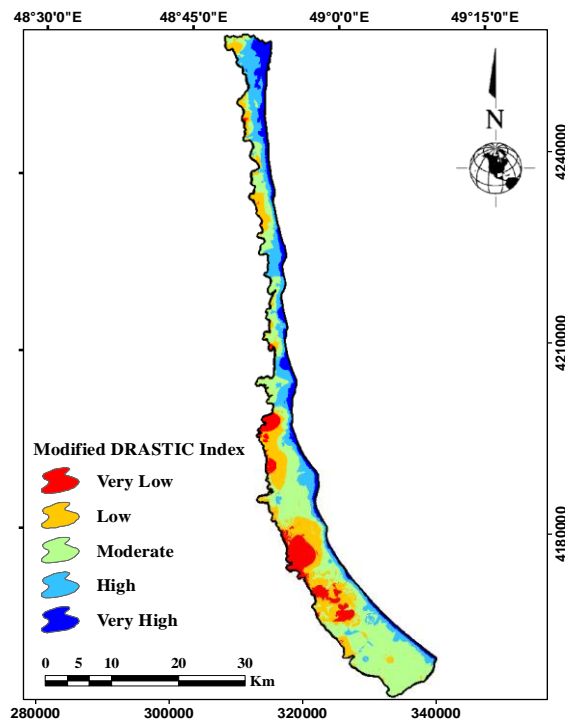 48°30'0"E 48°45'0"E 49°0'0"E 49°15'0"E
N
4240000
4210000
4180000
Modified DRASTIC Index
Very Low
Low
Moderate
High
Very High
0 5 10 20 30
Km
280000 300000 320000 340000